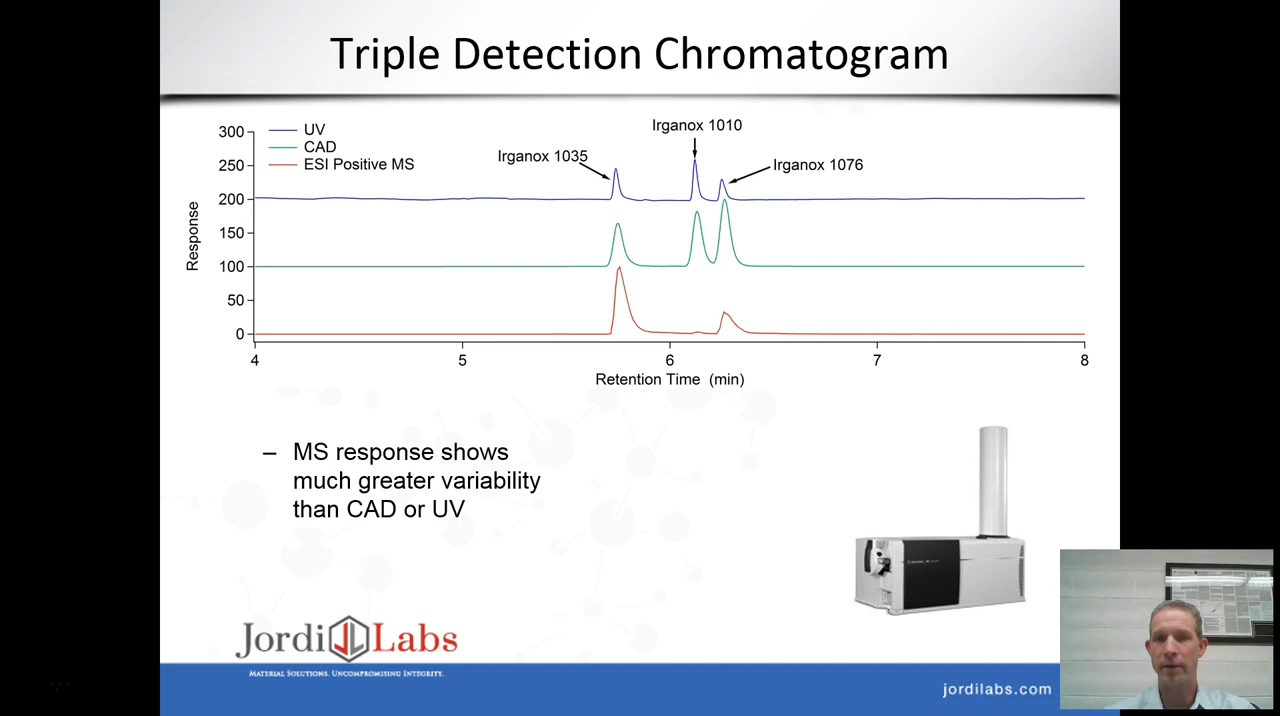 Triple Detection Chromatogram
UV
CAD
ESI Positive MS
Irganox 1035
Irganox 1010
Irganox 1076
300
250
200
150
100
50
0
Response
4
5
6
7
8
Retention Time (min)
– MS response shows
much greater variability
than CAD or UV
Jordi Labs
MATERIAL SOLUTIONS. UNCOMPROMISING INTEGRITY.
jordilabs.com